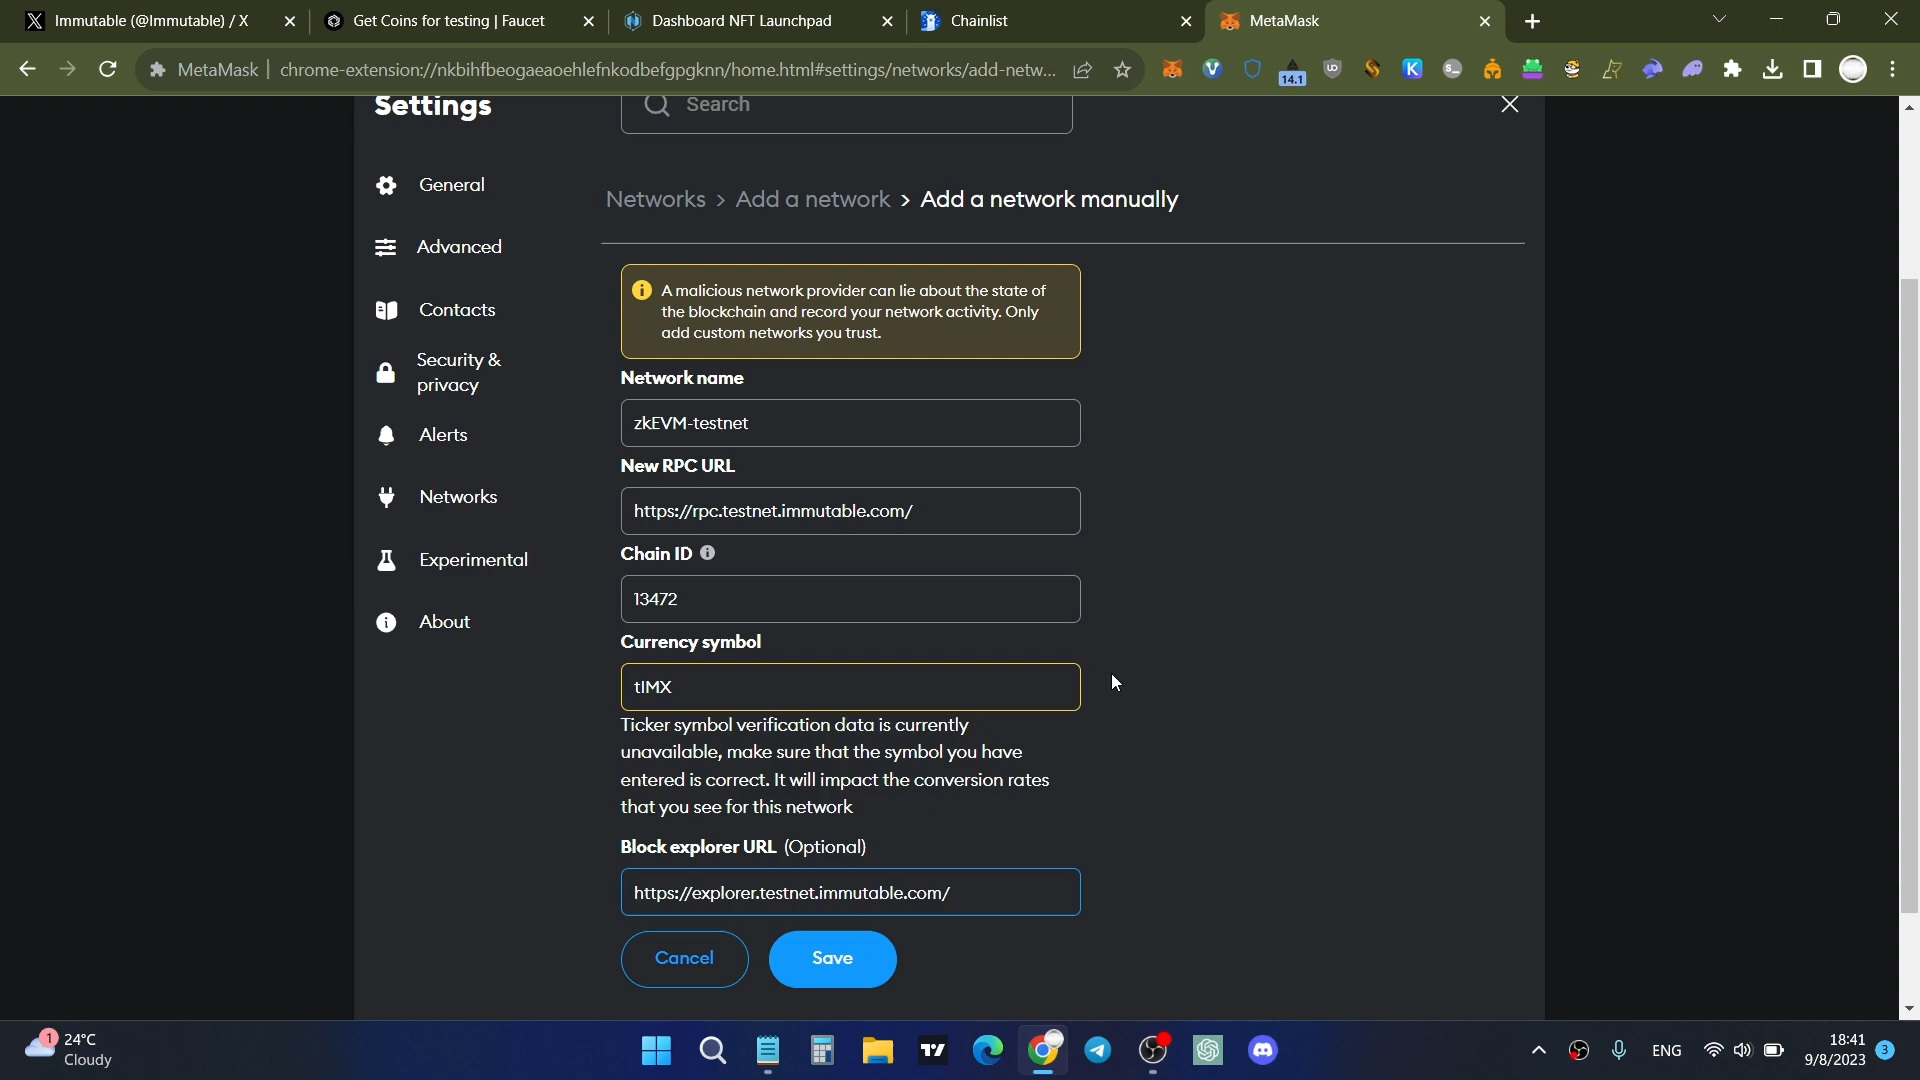 Immutable (@Immutable) / X
Get Coins for testing | Faucet
Dashboard NFT Launchpad
Chainlist
MetaMask
MetaMask | chrome-extension://nkbihfbeogaeaoehlefnkodbefgpgknn/home.html#settings/networks/add-netw...
14.1
Settings
Search
General
Advanced
Contacts
Security &
privacy
Alerts
Networks
Experimental
About
Networks > Add a network > Add a network manually
A malicious network provider can lie about the state of
the blockchain and record your network activity. Only
add custom networks you trust.
Network name
zkEVM-testnet
New RPC URL
https://rpc.testnet.immutable.com/
Chain ID
13472
Currency symbol
tIMX
Ticker symbol verification data is currently
unavailable, make sure that the symbol you have
entered is correct. It will impact the conversion rates
that you see for this network
Block explorer URL (Optional)
https://explorer.testnet.immutable.com/
Cancel
Save
1
24°C
Cloudy
ENG
18:41
9/8/2023
3